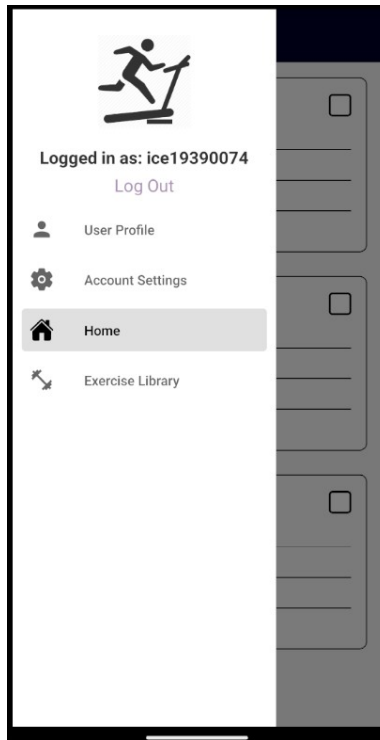 Logged in as: ice19390074
Log Out
User Profile
Account Settings
Home
Exercise Library